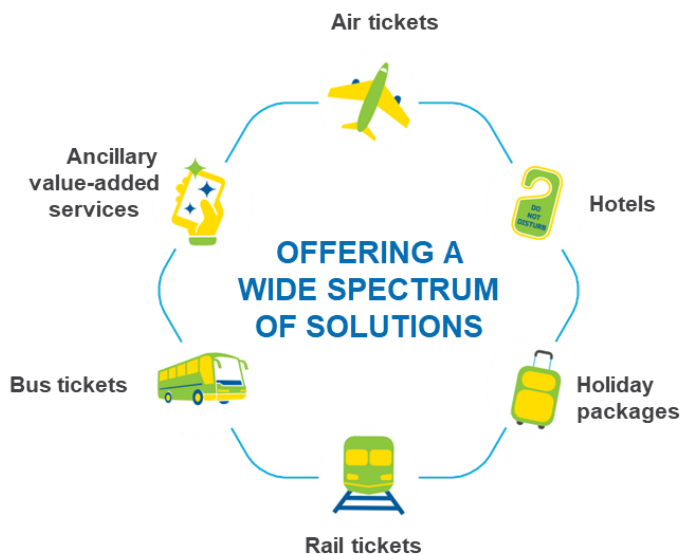 Air tickets
Ancillary
value-added
services
Hotels
DO
NOT
DISTURB
OFFERING A
WIDE SPECTRUM
OF SOLUTIONS
Bus tickets
Holiday
packages
Rail tickets